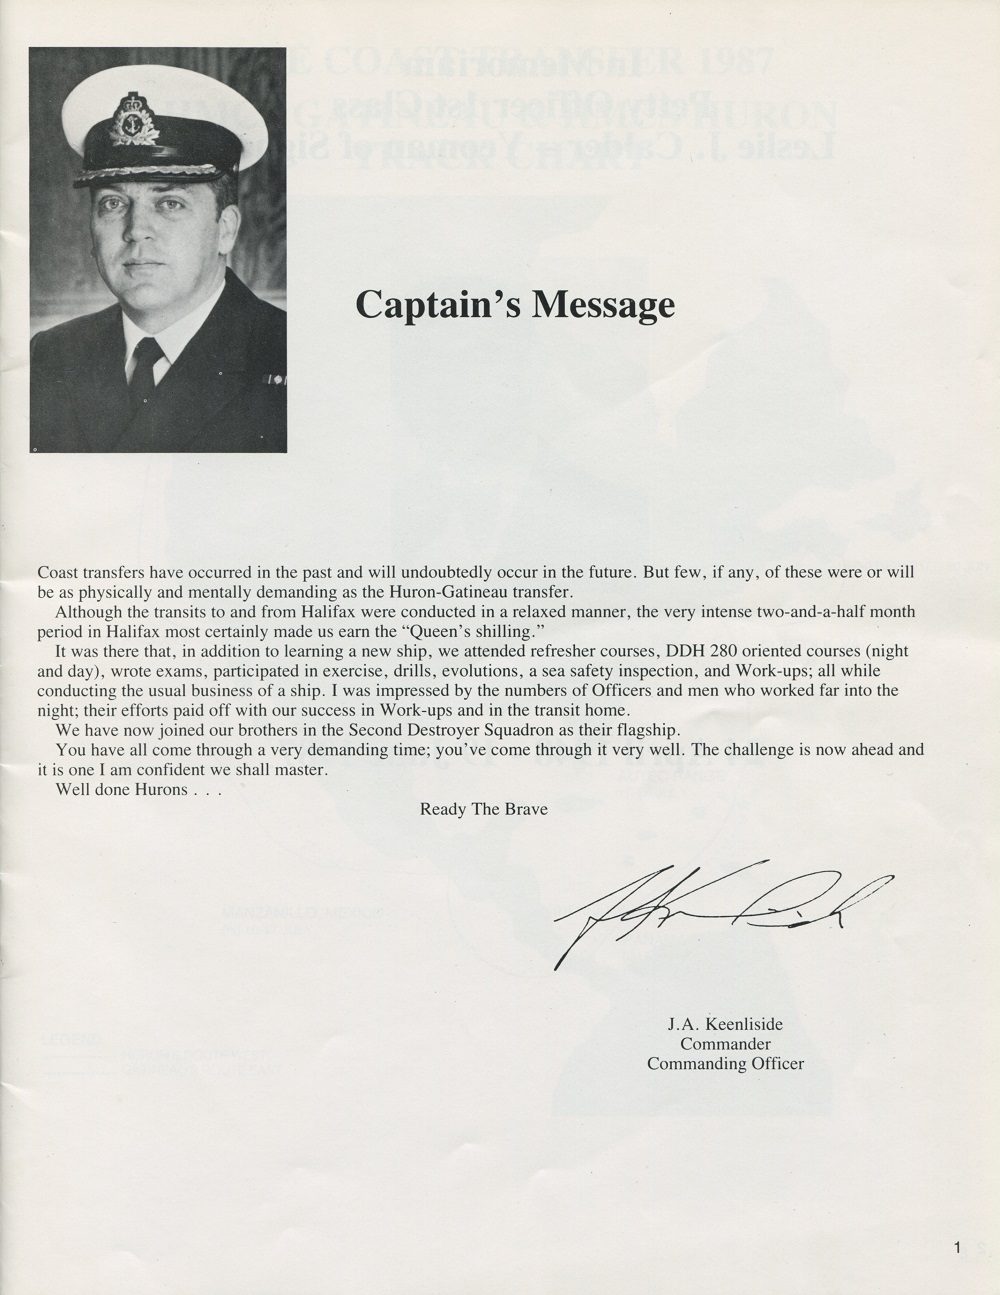 Captain’s Message
Coast transfers have occurred in the past and will undoubtedly occur in the future. But few, if any, of these were or will
be as physically and mentally demanding as the Huron-Gatineau transfer.
Although the transits to and from Halifax were conducted in a relaxed manner, the very intense two-and-a-half month
period in Halifax most certainly made us earn the “Queen’s shilling.”
It was there that, in addition to learning a new ship, we attended refresher courses, DDH 280 oriented courses (night
and day), wrote exams, participated in exercise, drills, evolutions, a sea safety inspection, and Work-ups; all while
conducting the usual business of a ship. I was impressed by the numbers of Officers and men who worked far into the
night; their efforts paid off with our success in Work-ups and in the transit home.
We have now joined our brothers in the Second Destroyer Squadron as their flagship.
You have all come through a very demanding time; you’ve come through it very well. The challenge is now ahead and
it is one I am confident we shall master.
Well done Hurons . . .
Ready The Brave
J.A. Keenliside
Commander
Commanding Officer
1